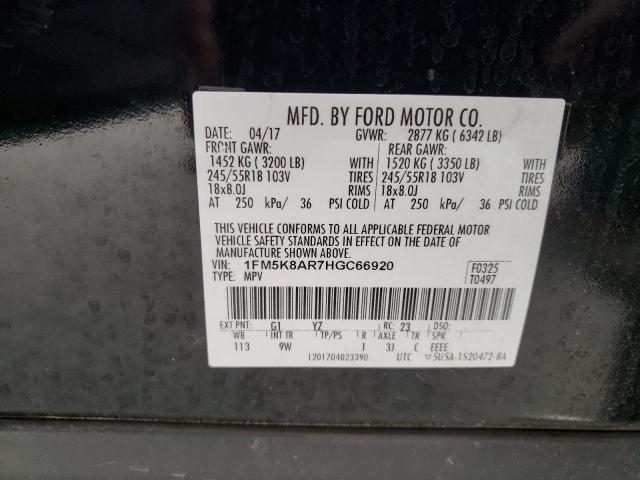 MFD. BY FORD MOTOR CO.
DATE: 04/17 GVWR: 2877 KG ( 6342 LB)
FRONT GAWR: REAR GAWR:
1452 KG ( 3200 LB) WITH 1520 KG ( 3350 LB) WITH
245/55R18 103V TIRES 245/55R18 103V TIRES
18x8.0J RIMS 18x8.0J RIMS
AT 250 kPa/ 36 PSI COLD AT 250 kPa/ 36 PSI COLD
THIS VEHICLE CONFORMS TO ALL APPLICABLE FEDERAL MOTOR
VEHICLE SAFETY STANDARDS IN EFFECT ON THE DATE OF
MANUFACTURE SHOWN ABOVE.
VIN: 1FM5K8AR7HGC66920 F0325
TYPE: MPV T0497
EXT PNT: G1 YZ RC: 23 DSO:
WB INT TR TP/PS R AXLE TR SPR
113 9W 1 3J C
120170402339O UTC 5USA-1520472-BA